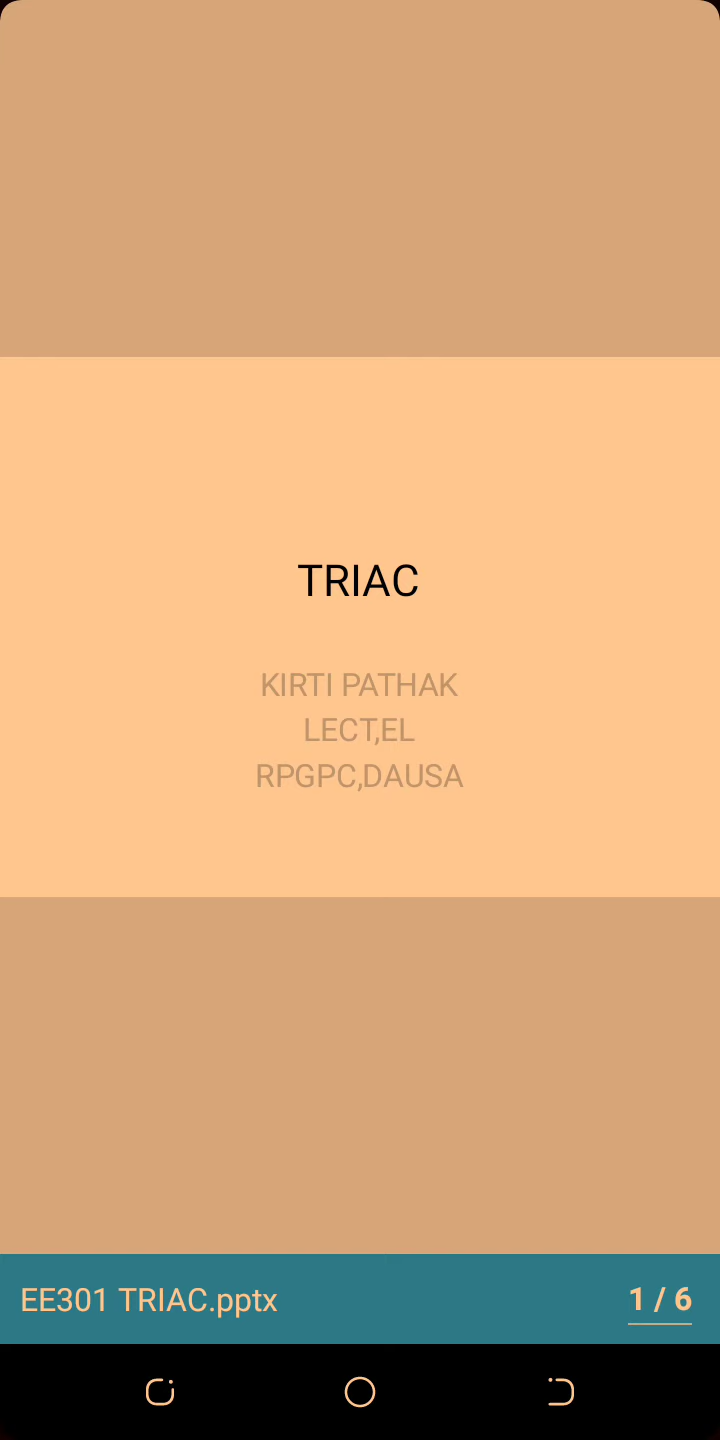 TRIAC
KIRTI PATHAK
LECT,EL
RPGPC,DAUSA
EE301 TRIAC.pptx
1 / 6